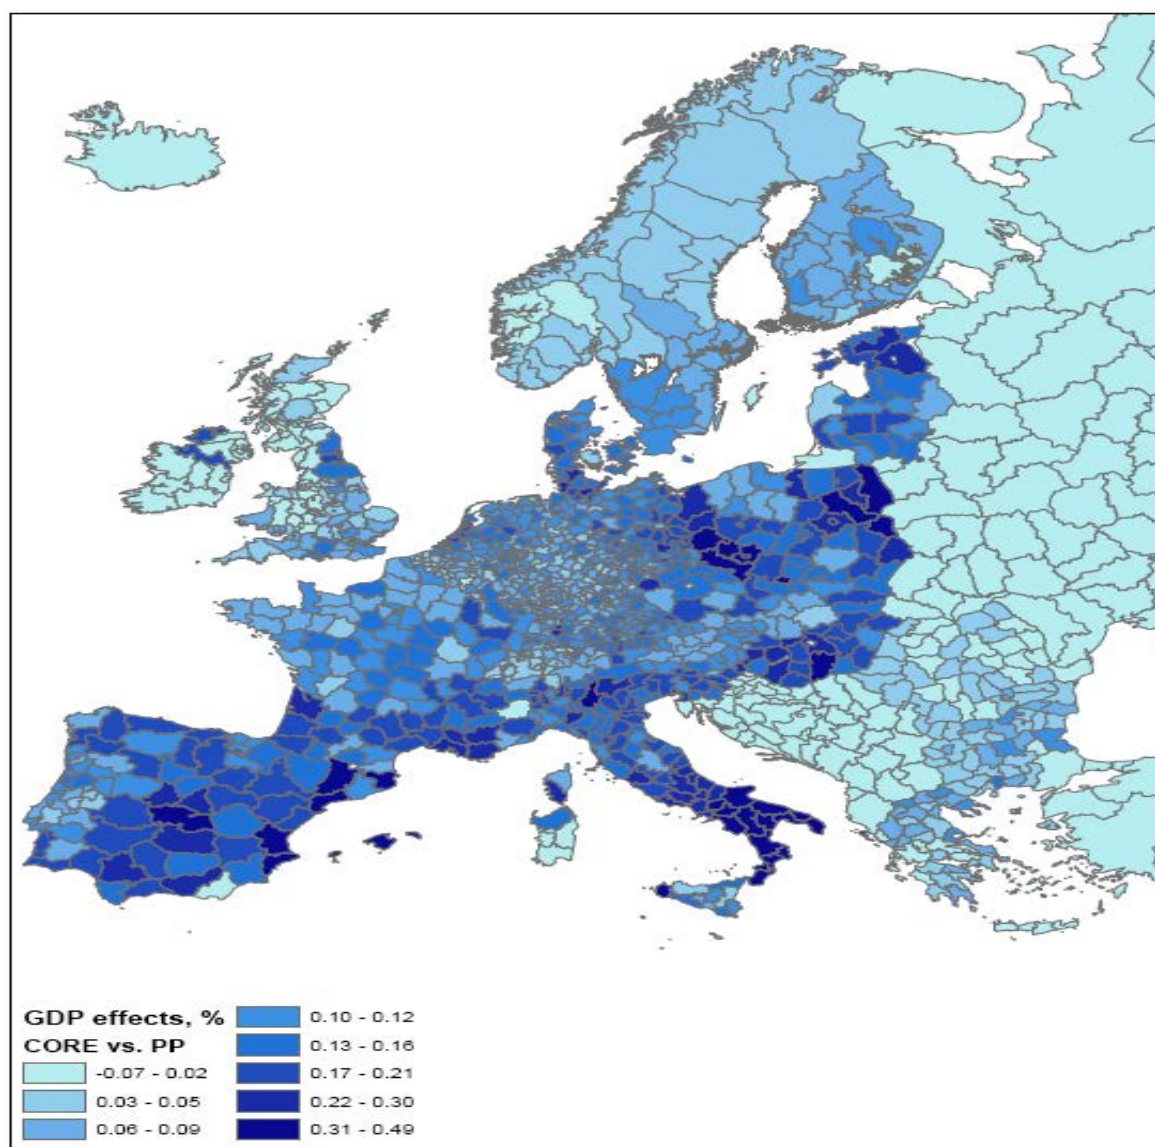 GDP effects, %
CORE vs. PP
-0.07 - 0.02
0.03 - 0.05
0.06 - 0.09
0.10 - 0.12
0.13 - 0.16
0.17 - 0.21
0.22 - 0.30
0.31 - 0.49